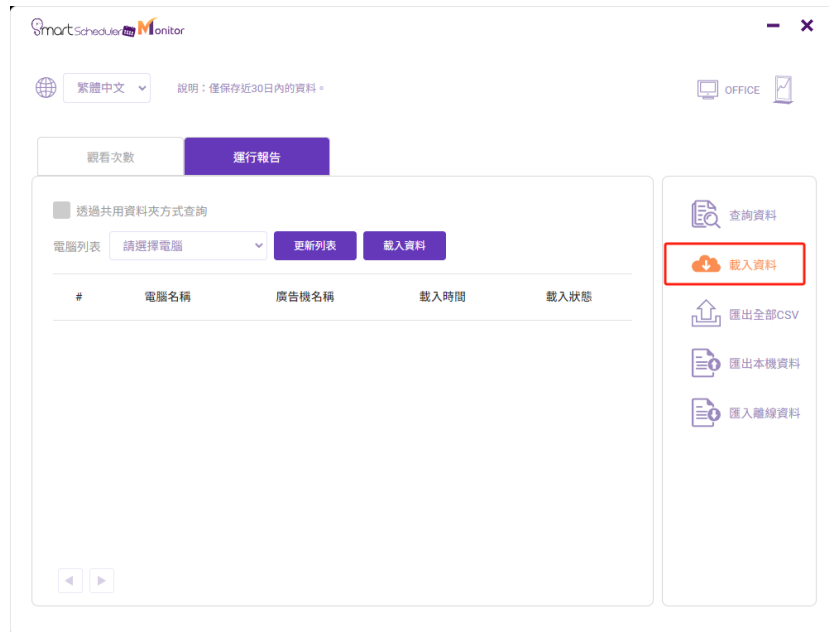 Smart Scheduler Monitor
繁體中文
說明：僅保存近30日內的資料。
OFFICE
觀看次數
運行報告
透過共用資料夾方式查詢
電腦列表 請選擇電腦 更新列表 載入資料
# 電腦名稱 廣告機名稱 載入時間 載入狀態
查詢資料
載入資料
匯出全部CSV
匯出本機資料
匯入離線資料